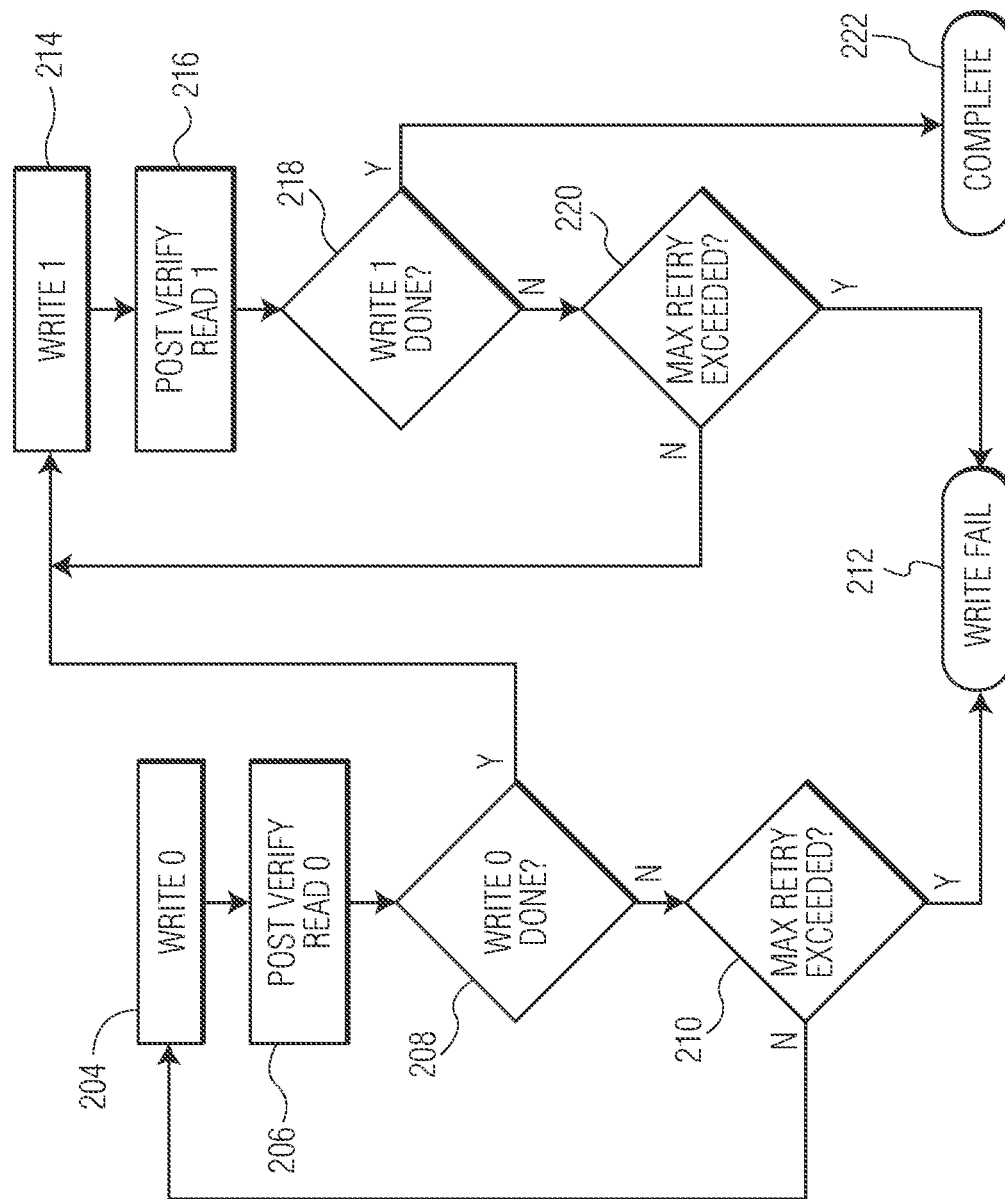 204
WRITE 0
206
POST VERIFY
READ 0
208
WRITE 0
DONE?
Y
N
210
MAX RETRY
EXCEEDED?
N
Y
212
WRITE FAIL
214
WRITE 1
216
POST VERIFY
READ 1
218
WRITE 1
DONE?
Y
N
220
MAX RETRY
EXCEEDED?
N
Y
222
COMPLETE